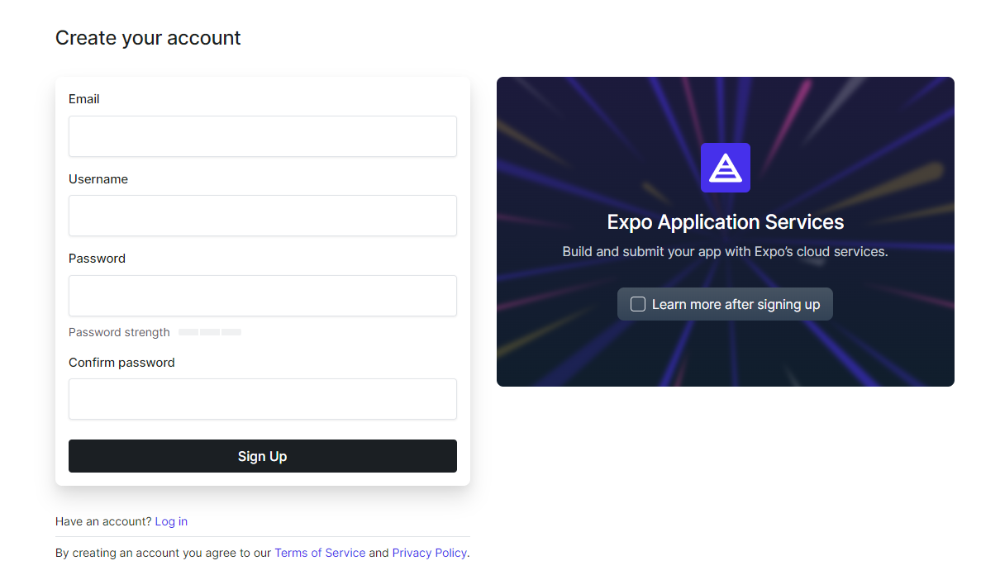 Create your account
Email
Username
Password
Password strength
Confirm password
Sign Up
Have an account? Log in
By creating an account you agree to our Terms of Service and Privacy Policy.
Expo Application Services
Build and submit your app with Expo’s cloud services.
Learn more after signing up